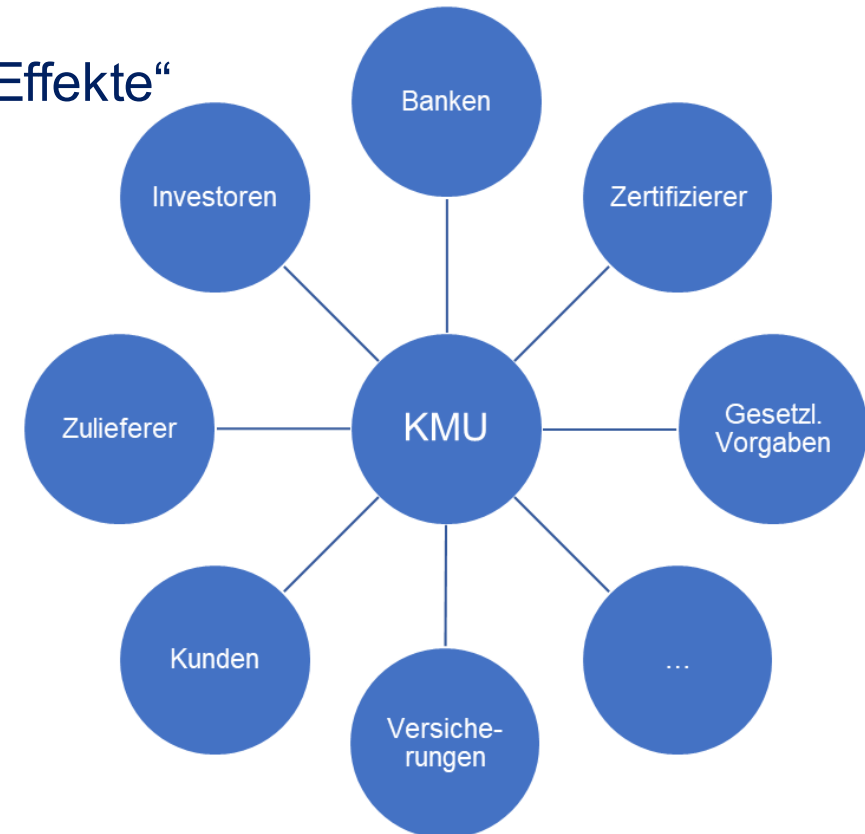 Effekte“
Banken
Investoren
Zertifizierer
Zulieferer
KMU
Gesetzl.
Vorgaben
Kunden
...
Versiche-
rungen